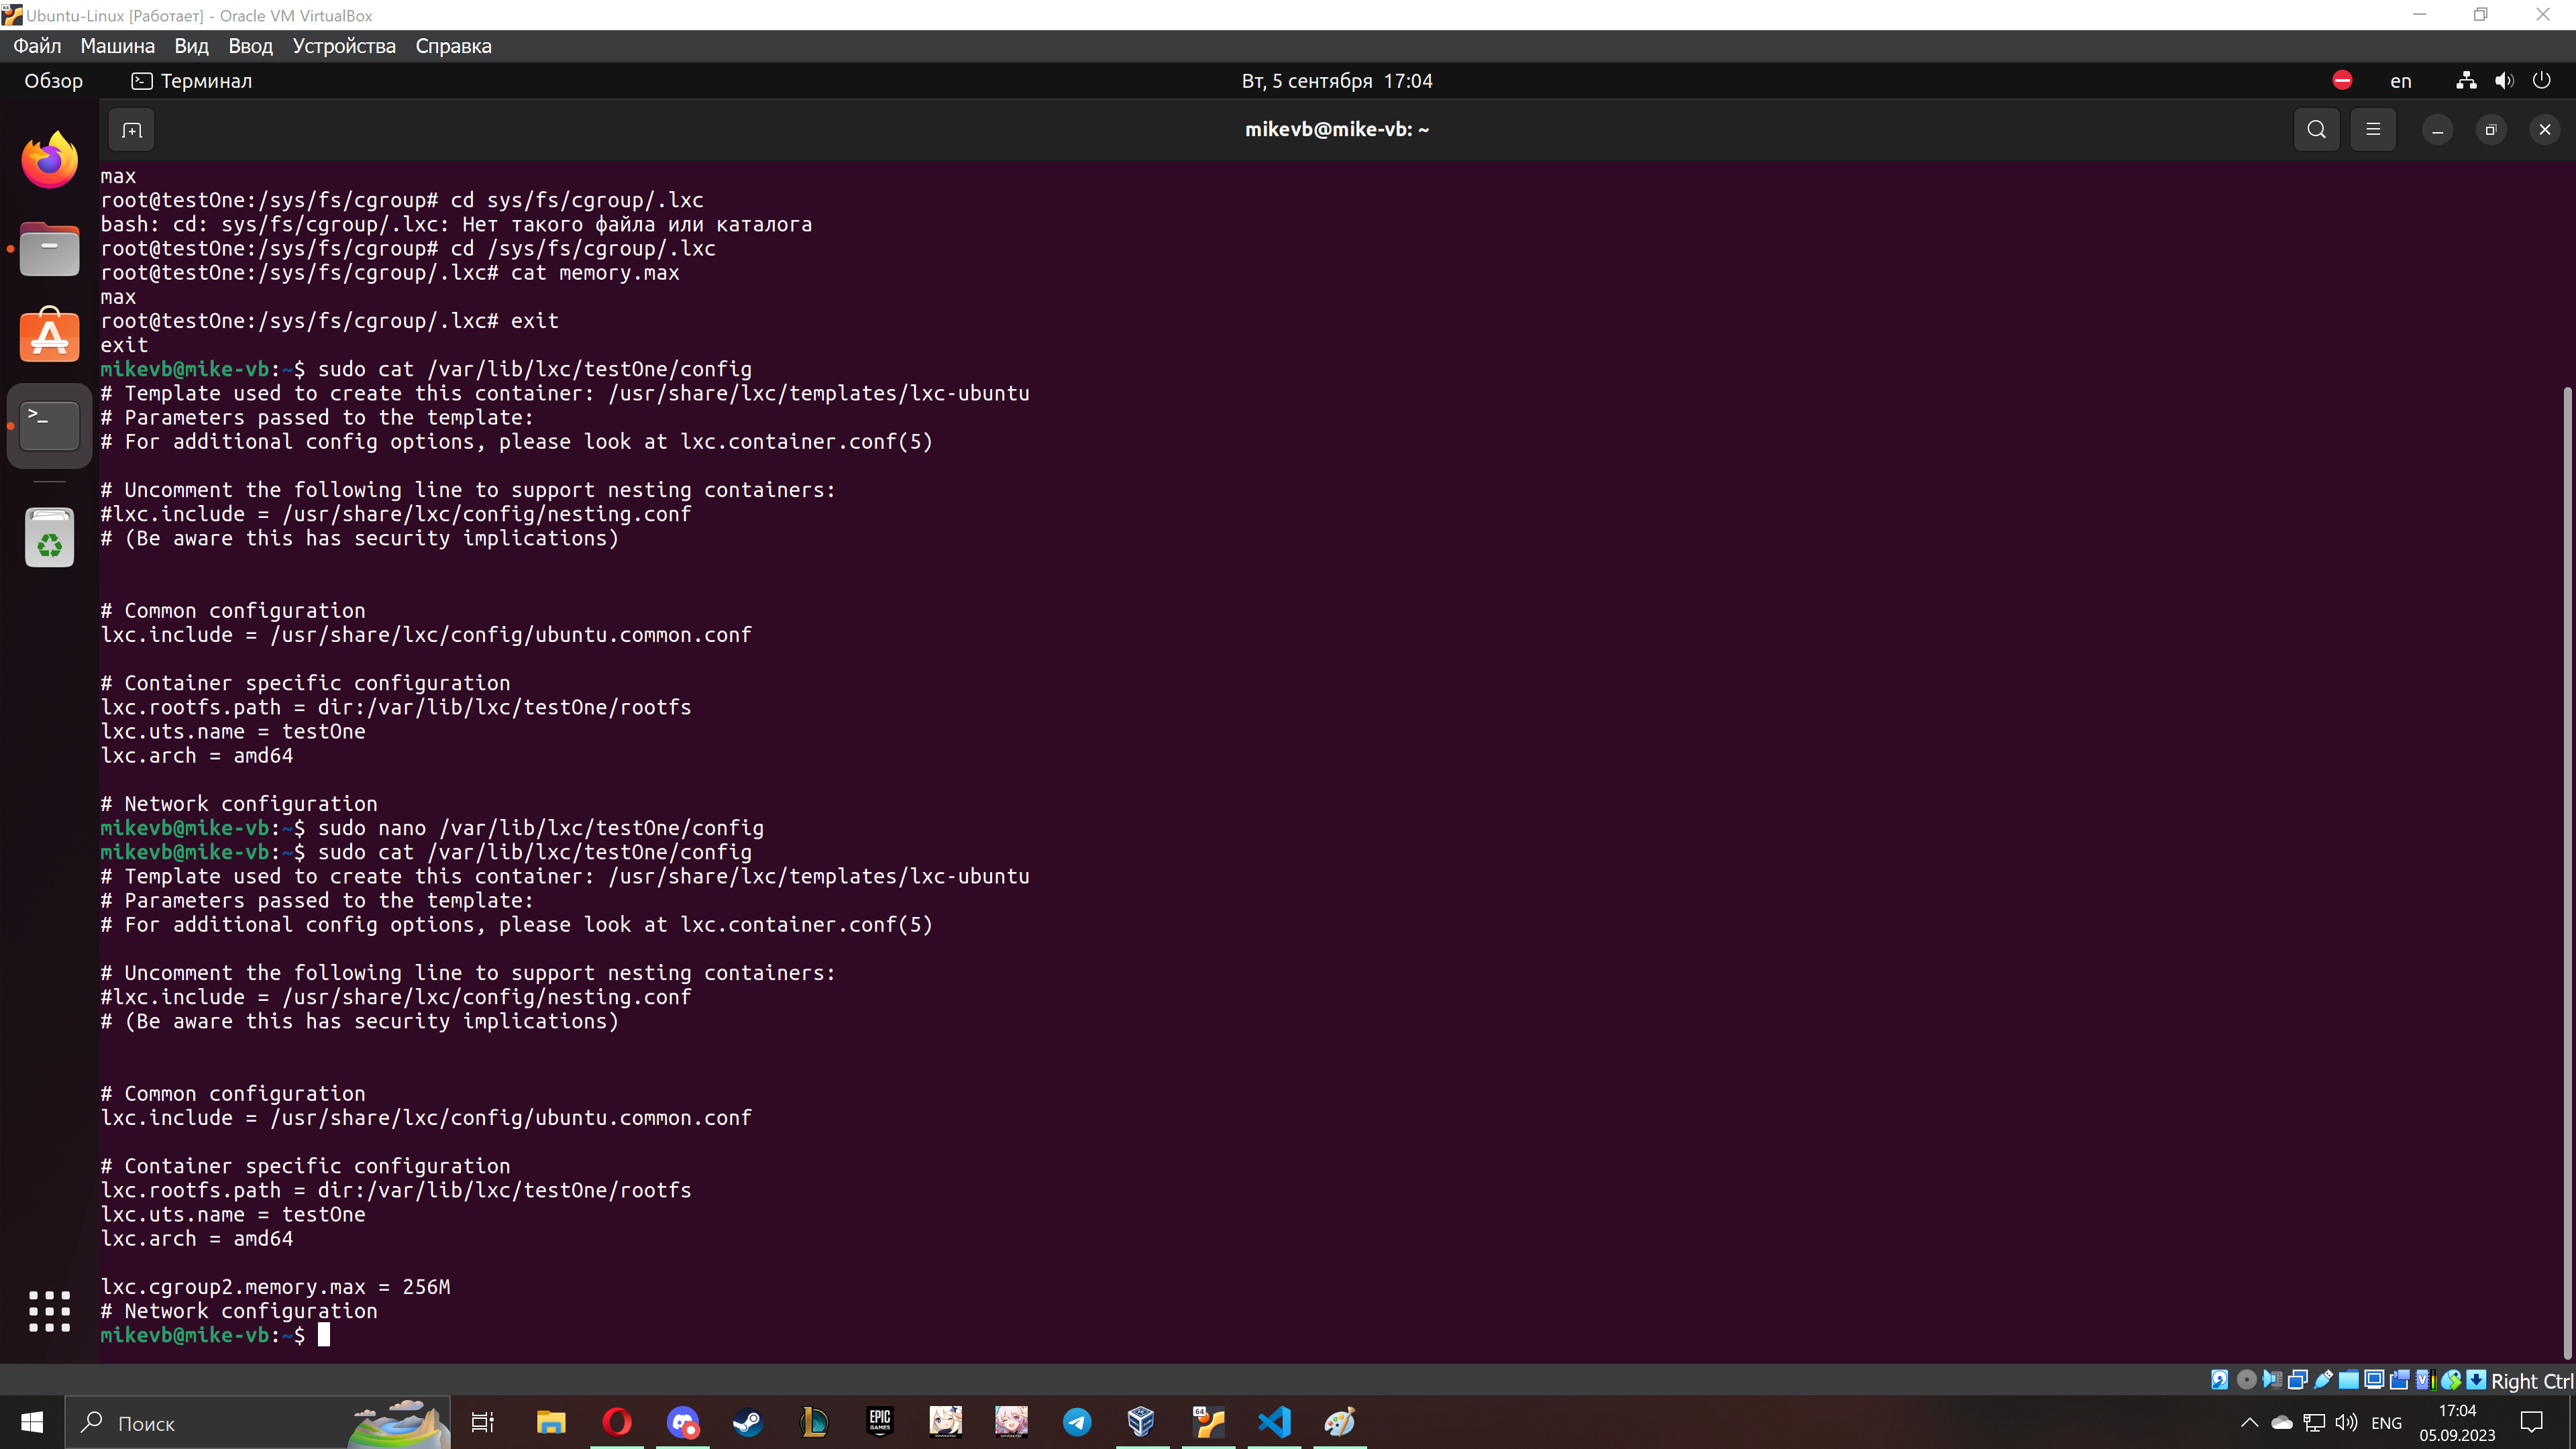 Ubuntu-Linux [Работает] - Oracle VM VirtualBox
Файл Машина Вид Ввод Устройства Справка
Обзор Терминал Вт, 5 сентября 17:04 en
mikevb@mike-vb: ~
max
root@testOne:/sys/fs/cgroup# cd sys/fs/cgroup/.lxc
bash: cd: sys/fs/cgroup/.lxc: Нет такого файла или каталога
root@testOne:/sys/fs/cgroup# cd /sys/fs/cgroup/.lxc
root@testOne:/sys/fs/cgroup/.lxc# cat memory.max
max
root@testOne:/sys/fs/cgroup/.lxc# exit
exit
mikevb@mike-vb:~$ sudo cat /var/lib/lxc/testOne/config
# Template used to create this container: /usr/share/lxc/templates/lxc-ubuntu
# Parameters passed to the template:
# For additional config options, please look at lxc.container.conf(5)
# Uncomment the following line to support nesting containers:
#lxc.include = /usr/share/lxc/config/nesting.conf
# (Be aware this has security implications)
# Common configuration
lxc.include = /usr/share/lxc/config/ubuntu.common.conf
# Container specific configuration
lxc.rootfs.path = dir:/var/lib/lxc/testOne/rootfs
lxc.uts.name = testOne
lxc.arch = amd64
# Network configuration
mikevb@mike-vb:~$ sudo nano /var/lib/lxc/testOne/config
mikevb@mike-vb:~$ sudo cat /var/lib/lxc/testOne/config
# Template used to create this container: /usr/share/lxc/templates/lxc-ubuntu
# Parameters passed to the template:
# For additional config options, please look at lxc.container.conf(5)
# Uncomment the following line to support nesting containers:
#lxc.include = /usr/share/lxc/config/nesting.conf
# (Be aware this has security implications)
# Common configuration
lxc.include = /usr/share/lxc/config/ubuntu.common.conf
# Container specific configuration
lxc.rootfs.path = dir:/var/lib/lxc/testOne/rootfs
lxc.uts.name = testOne
lxc.arch = amd64
lxc.cgroup2.memory.max = 256M
# Network configuration
mikevb@mike-vb:~$
Right Ctrl
Поиск
EPIC GAMES
64
ENG
17:04
05.09.2023